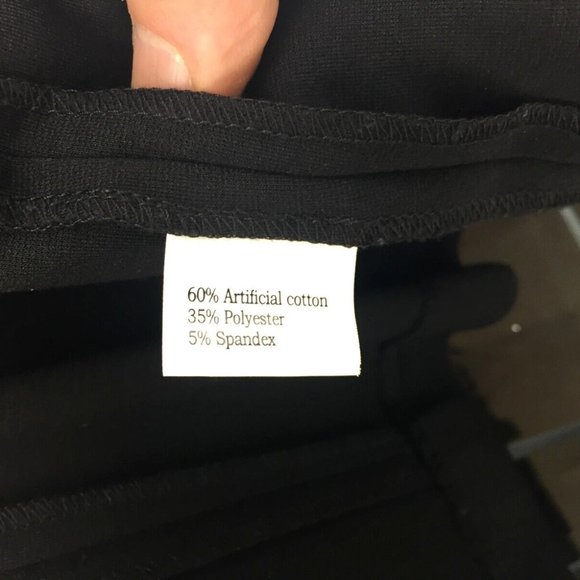 60% Artificial cotton
35% Polyester
5% Spandex